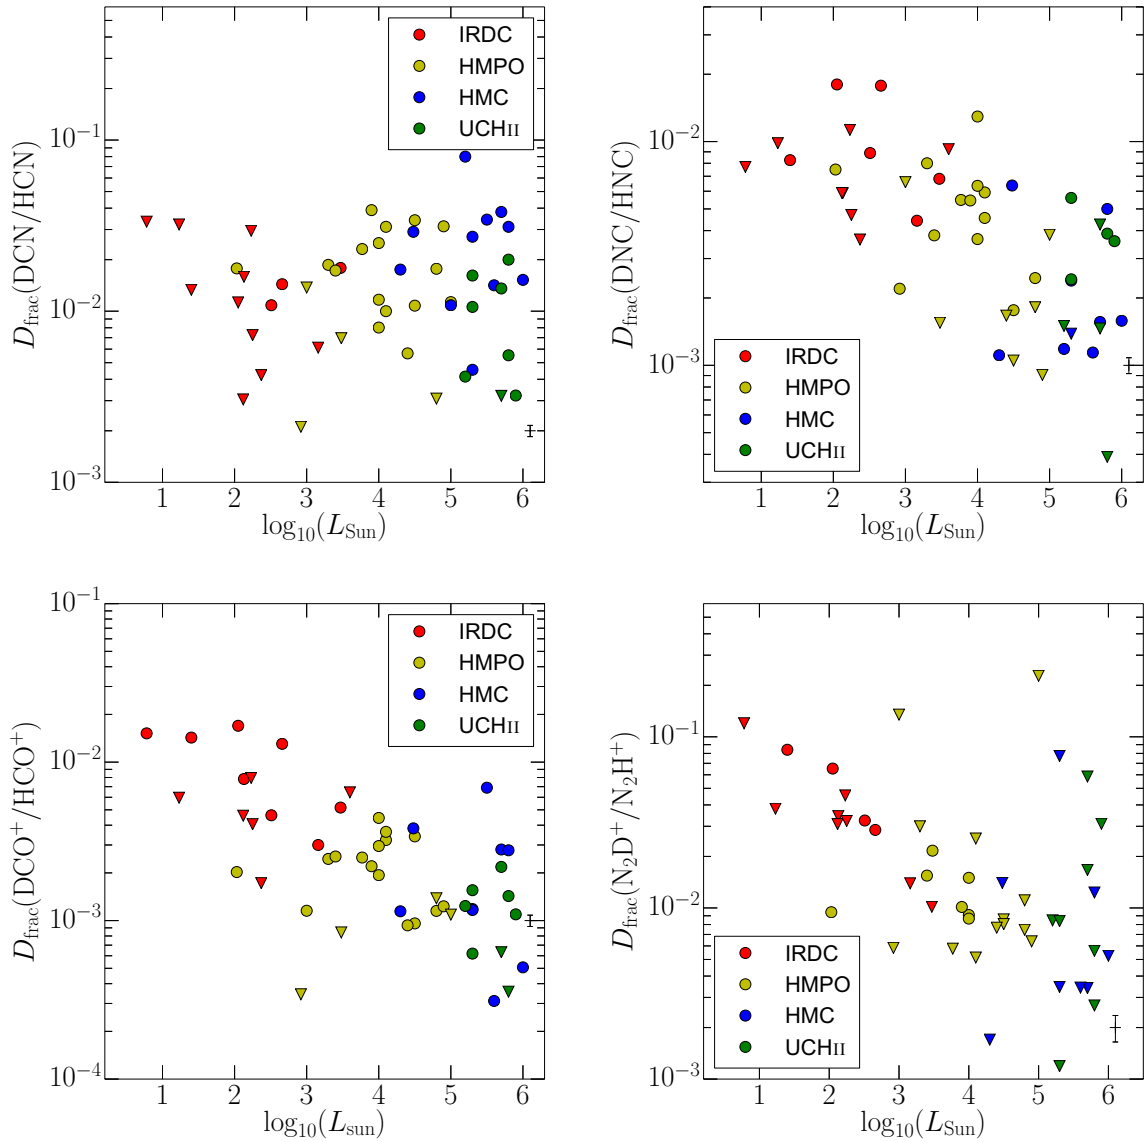 IRDC
HMPO
HMC
UCHII
10⁻¹
10⁻²
10⁻³
D_frac(DCN/HCN)
1 2 3 4 5 6
log₁₀(L_Sun)
10⁻²
10⁻³
D_frac(DNC/HNC)
IRDC
HMPO
HMC
UCHII
1 2 3 4 5 6
log₁₀(L_Sun)
10⁻¹
10⁻²
10⁻³
10⁻⁴
D_frac(DCO⁺/HCO⁺)
IRDC
HMPO
HMC
UCHII
1 2 3 4 5 6
log₁₀(L_sun)
10⁻¹
10⁻²
10⁻³
D_frac(N₂D⁺/N₂H⁺)
IRDC
HMPO
HMC
UCHII
1 2 3 4 5 6
log₁₀(L_Sun)